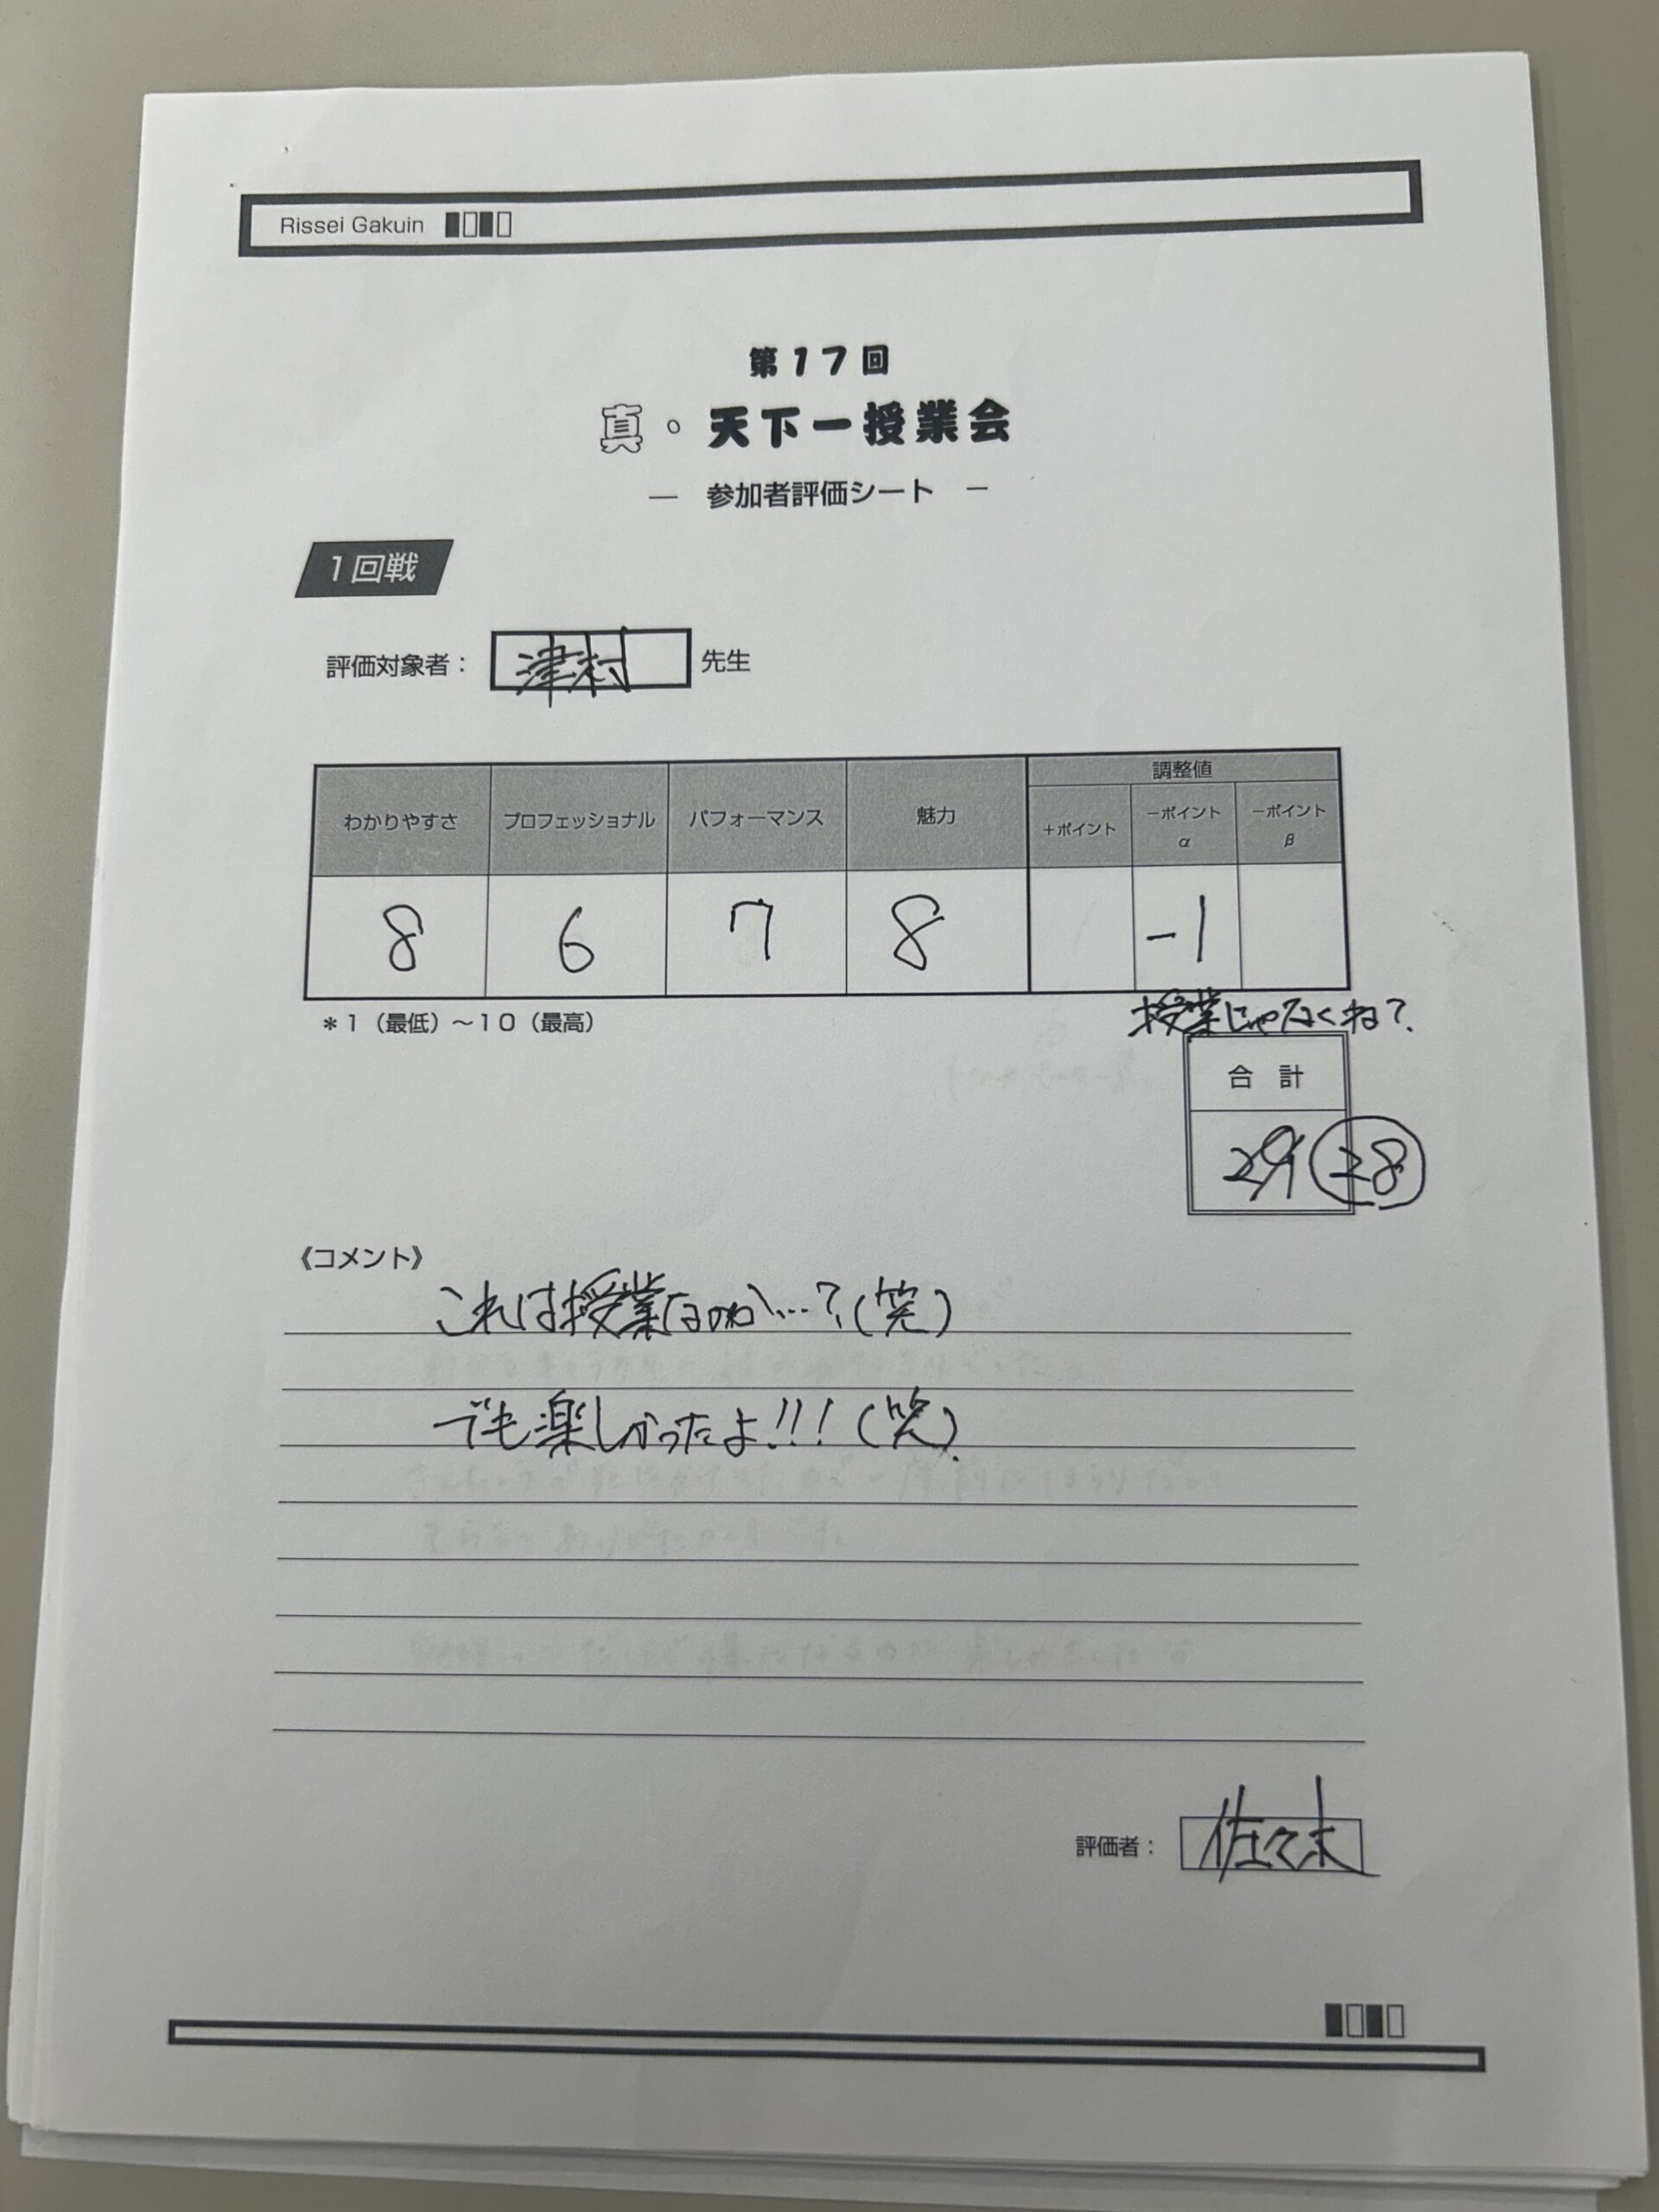 Rissei Gakuin
第17回
真・天下一授業会
― 参加者評価シート ―
1回戦
評価対象者： 津村 先生
調整値
わかりやすさ プロフェッショナル パフォーマンス 魅力 +ポイント −ポイント α −ポイント β
8 6 7 8 -1
＊1（最低）～10（最高）
授業じゃなくね？
合計
29 28
《コメント》
これは授業なのか…？(笑)
でも楽しかったよ!!!(笑)
評価者： 佐々木